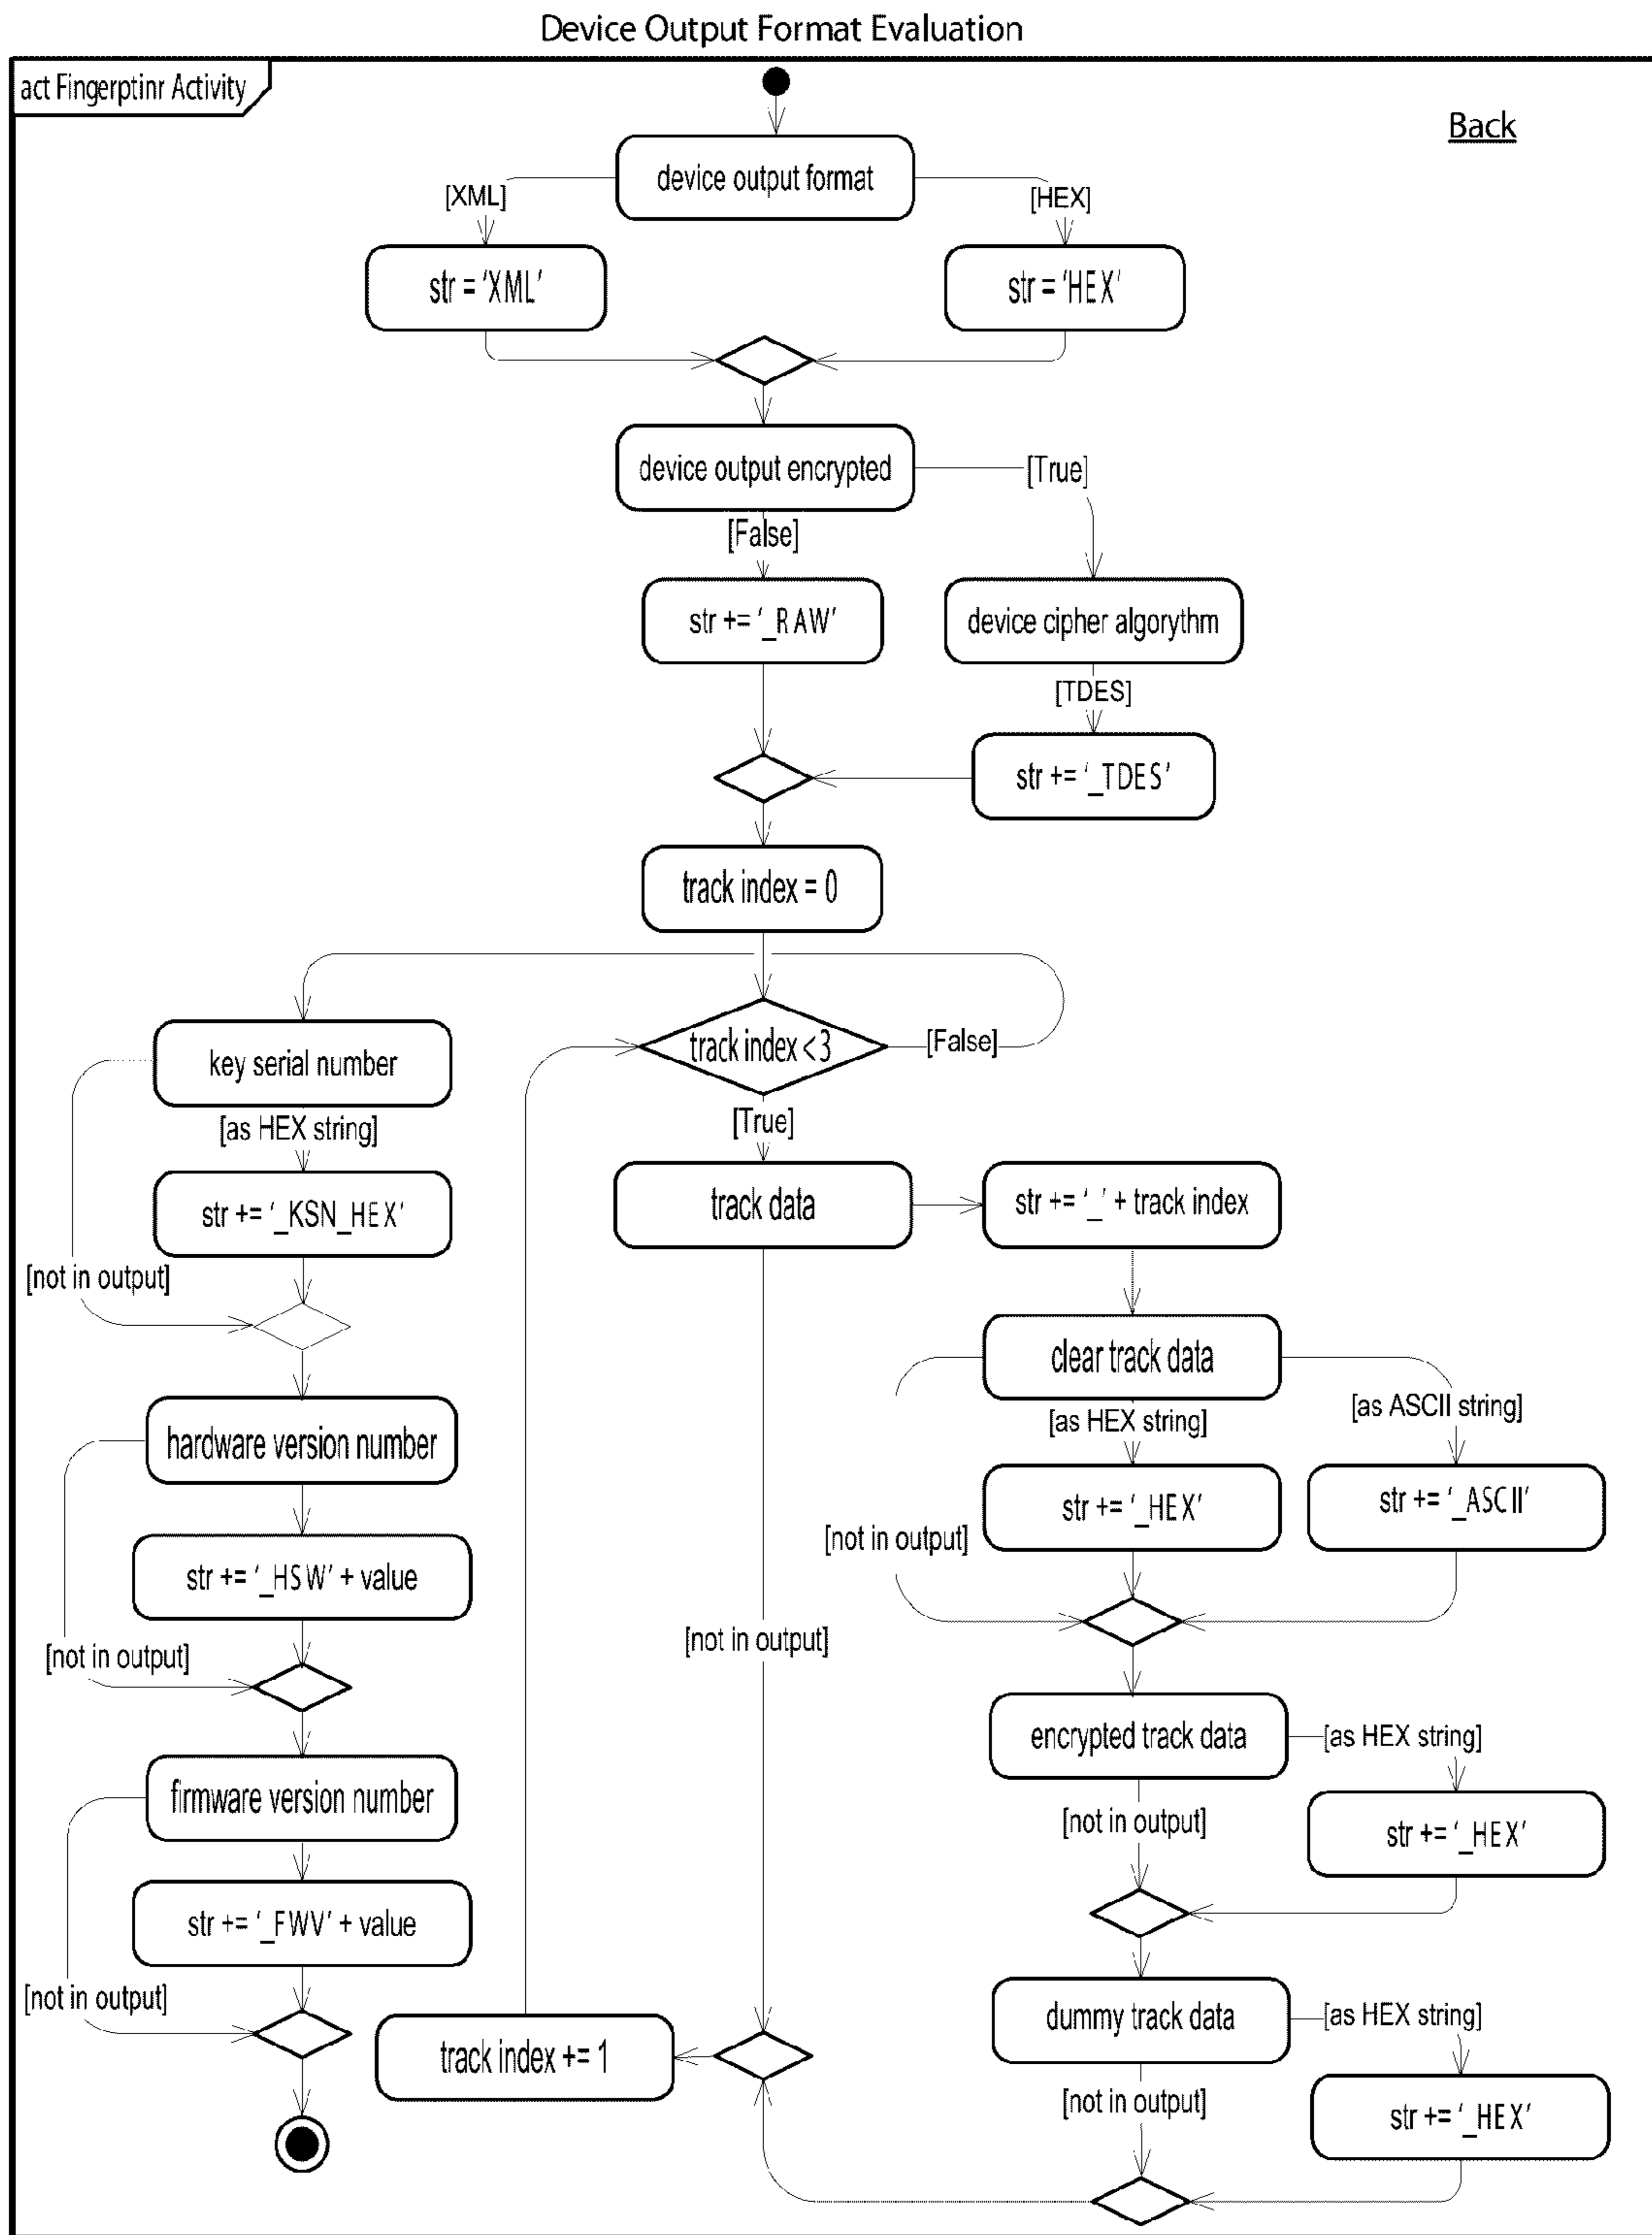 Device Output Format Evaluation
act Fingerptinr Activity
Back
device output format
[XML]
[HEX]
str = 'XML'
str = 'HEX'
device output encrypted
[True]
[False]
str += '_RAW'
device cipher algorythm
[TDES]
str += '_TDES'
track index = 0
track index <3
[False]
key serial number
[as HEX string]
[True]
str += '_KSN_HEX'
track data
str += '_' + track index
[not in output]
clear track data
[as HEX string]
[as ASCII string]
hardware version number
str += '_HEX'
str += '_ASCII'
[not in output]
str += '_HSW' + value
[not in output]
[not in output]
encrypted track data
[as HEX string]
firmware version number
[not in output]
str += '_HEX'
str += '_FWV' + value
[not in output]
dummy track data
[as HEX string]
track index += 1
[not in output]
str += '_HEX'